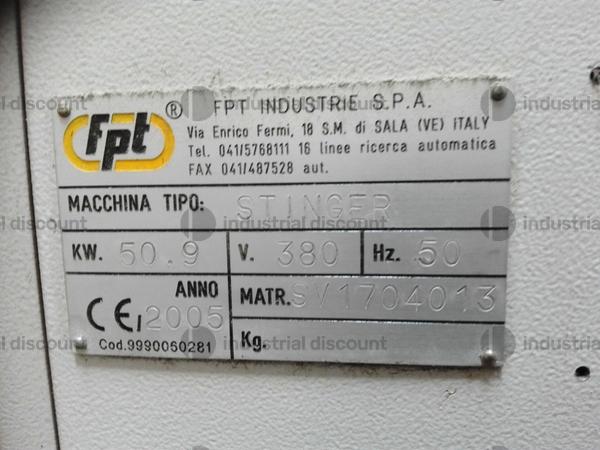 fpt ® FPT INDUSTRIE S.P.A.
Via Enrico Fermi, 18 S.M. di SALA (VE) ITALY
Tel. 041/5768111 16 linee ricerca automatica
FAX 041/487528 aut.
MACCHINA TIPO: STINGER
KW. 50.9 V. 380 Hz. 50
ANNO MATR. SV1704013
CE, 2005
Cod.9990060281 Kg.
industrial discount